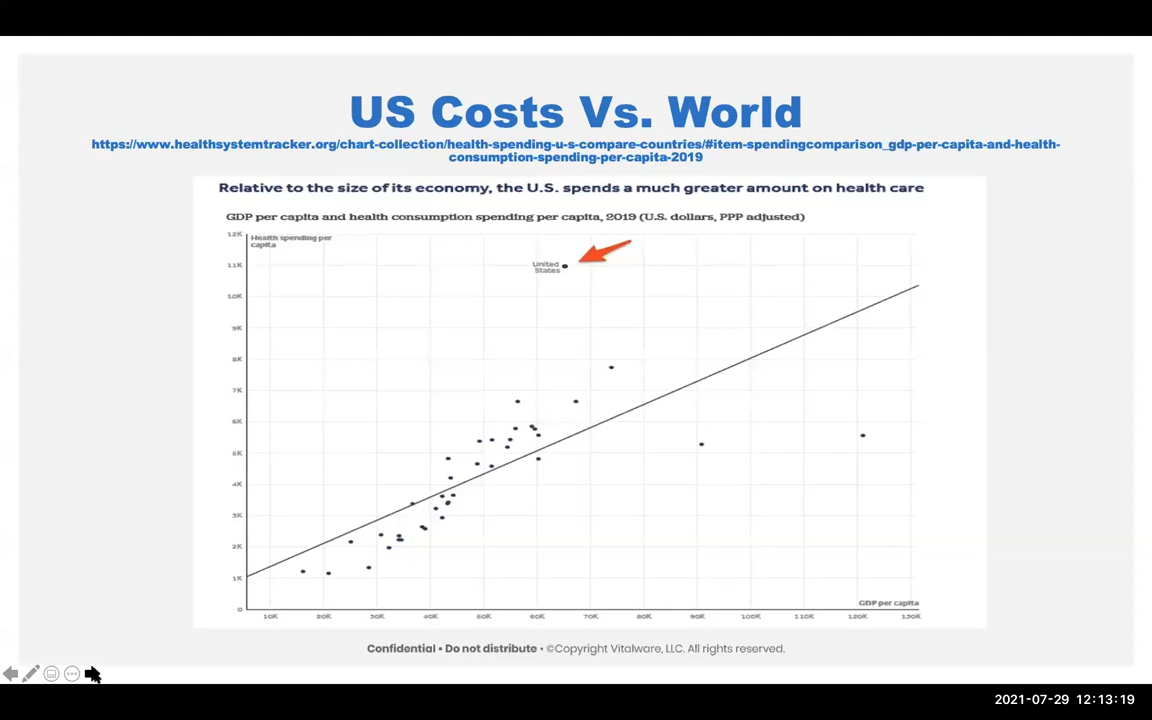 US Costs Vs. World
https://www.healthsystemtracker.org/chart-collection/health-spending-u-s-compare-countries/#item-spendingcomparison_gdp-per-capita-and-health-
consumption-spending-per-capita-2019
Relative to the size of its economy, the U.S. spends a much greater amount on health care
GDP per capita and health consumption spending per capita, 2019 (U.S. dollars, PPP adjusted)
12K
Health spending per
capita
11K
United
States
10K
9K
8K
7K
6K
5K
4K
3K
2K
1K
0
GDP per capita
10K 20K 30K 40K 50K 60K 70K 80K 90K 100K 110K 120K 130K
Confidential • Do not distribute • ©Copyright Vitalware, LLC. All rights reserved.
2021-07-29 12:13:19